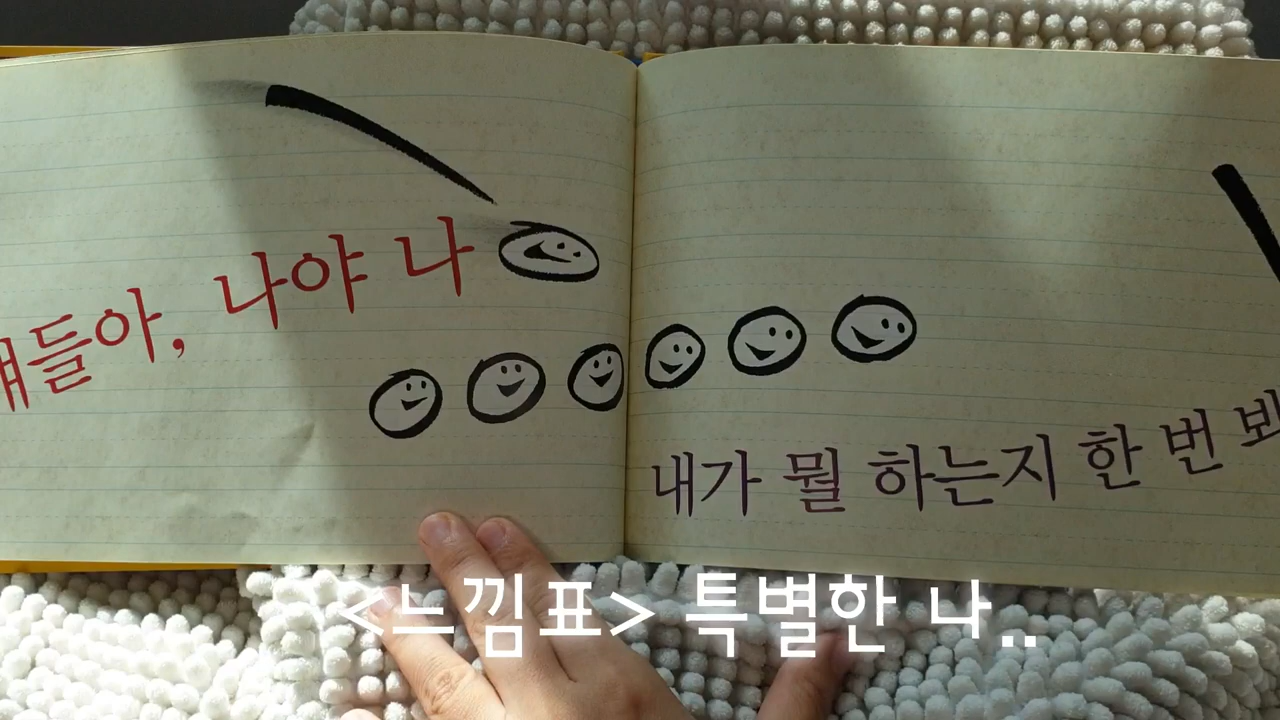 얘들아, 나야 나
내가 뭘 하는지 한 번 봐
<느낌표> 특별한 나..